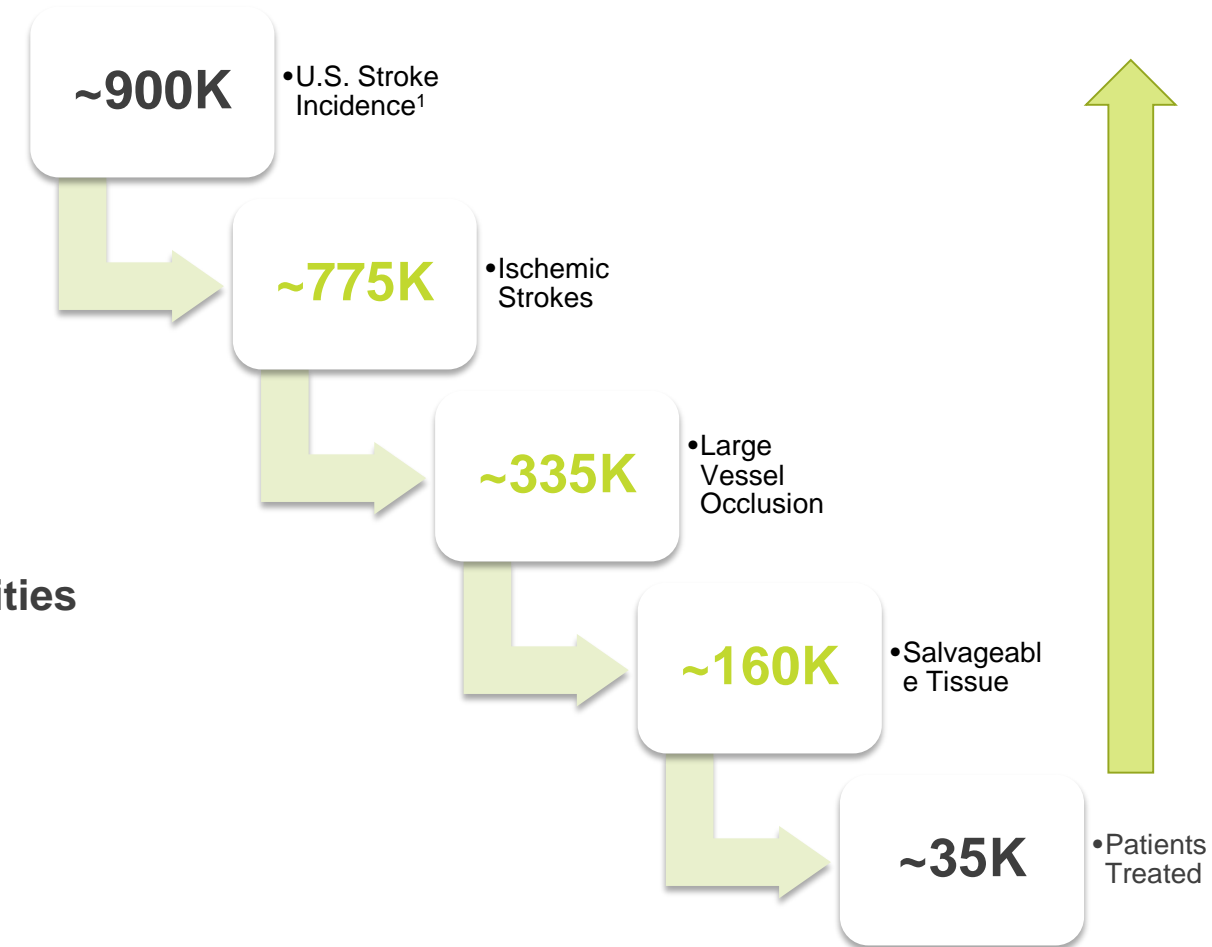 ~900K
•U.S. Stroke
Incidence1
~775K
•Ischemic
Strokes
~335K
•Large
Vessel
Occlusion
ities
~160K
•Salvageabl
e Tissue
~35K
•Patients
Treated